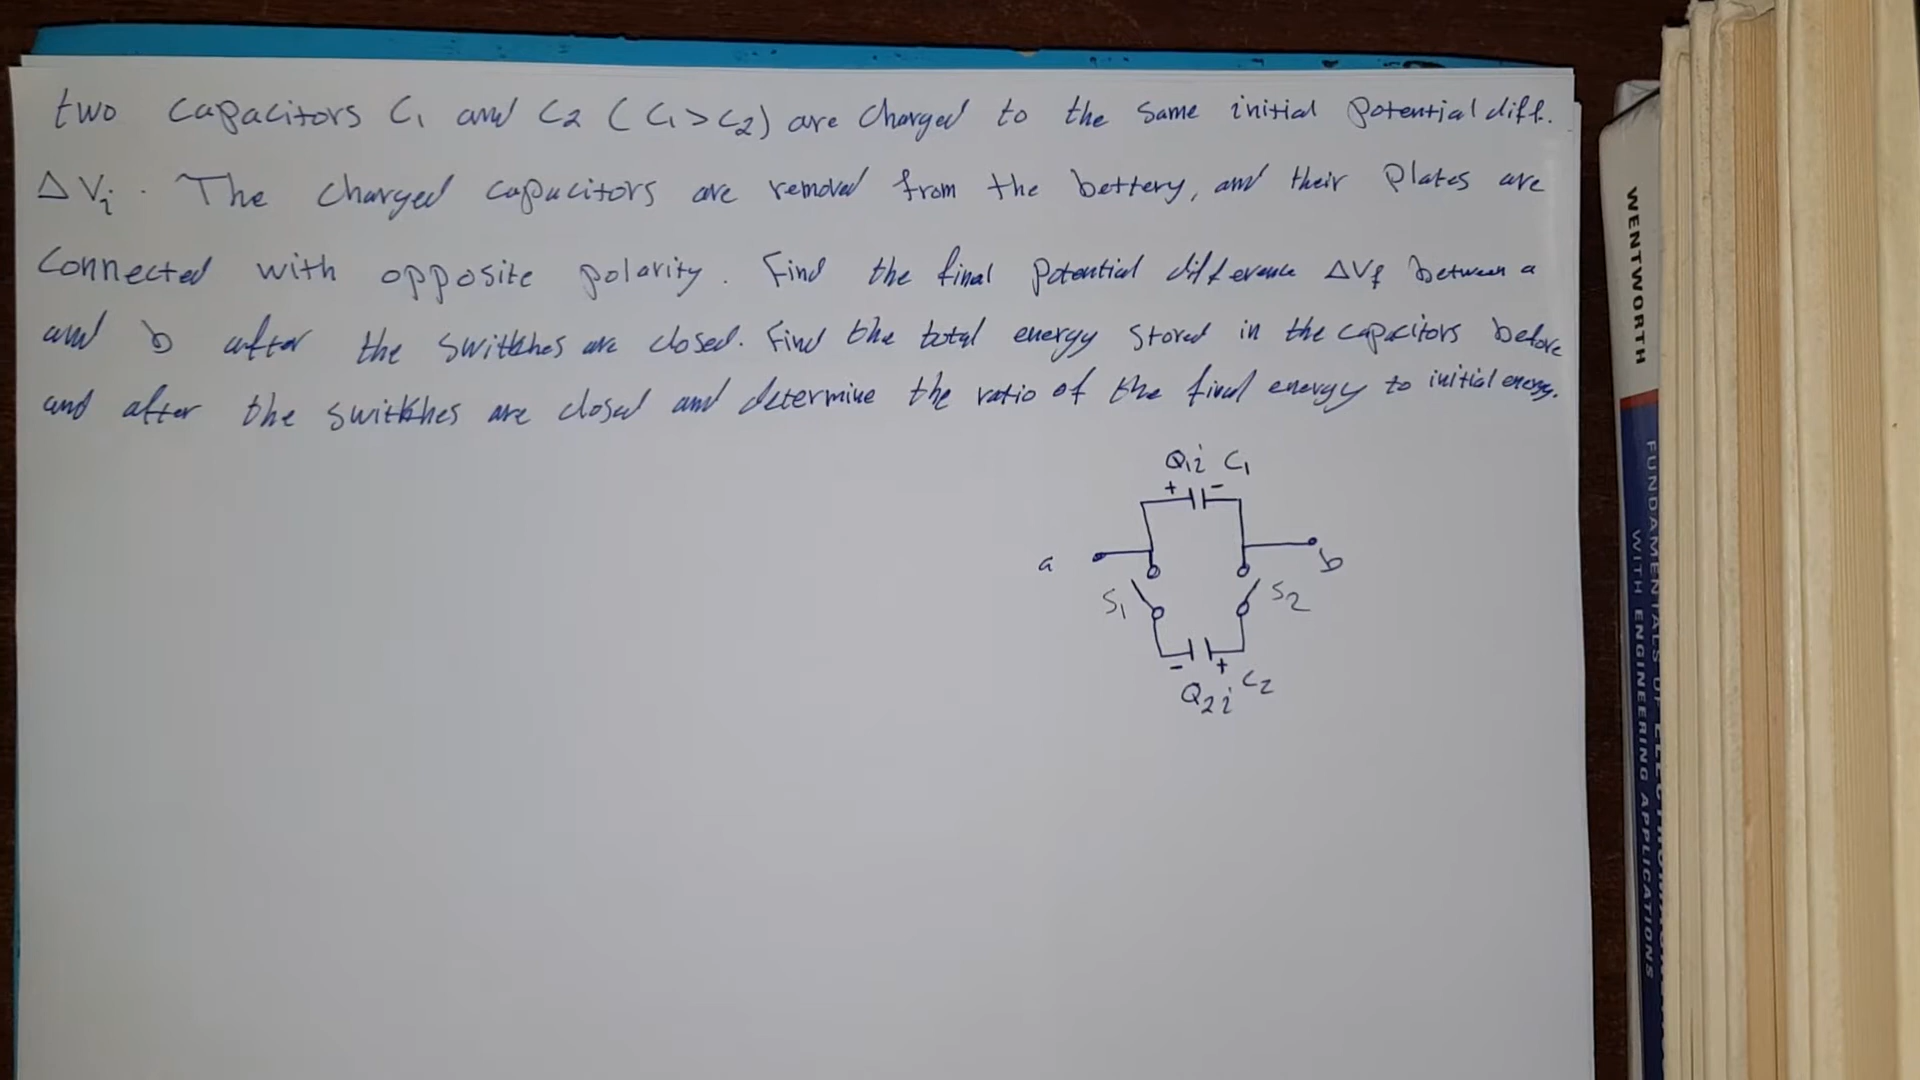 two capacitors C1 and C2 (C1>C2) are charged to the same initial potential diff.
ΔVi. The charged capacitors are removed from the bettery, and their plates are
connected with opposite polarity. Find the final potential difference ΔVf between a
and b after the switches are closed. Find the total energy stored in the capacitors before
and after the switches are closed and determine the ratio of the final energy to initial energy.
Q1i C1
+ -
a
b
S1
S2
- +
Q2i C2
WENTWORTH
FUNDAMENTALS OF
WITH ENGINEERING APPLICATIONS